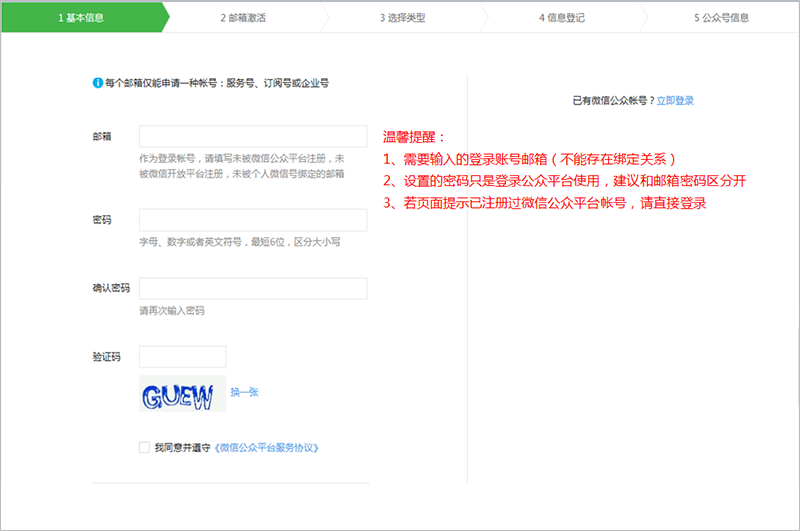 1 基本信息
2 邮箱激活
3 选择类型
4 信息登记
5 公众号信息
每个邮箱仅能申请一种帐号：服务号、订阅号或企业号
已有微信公众帐号？立即登录
邮箱
作为登录帐号，请填写未被微信公众平台注册，未
被微信开放平台注册，未被个人微信号绑定的邮箱
温馨提醒：
1、需要输入的登录账号邮箱（不能存在绑定关系）
2、设置的密码只是登录公众平台使用，建议和邮箱密码区分开
3、若页面提示已注册过微信公众平台帐号，请直接登录
密码
字母、数字或者英文符号，最短6位，区分大小写
确认密码
请再次输入密码
验证码
GUEW
换一张
我同意并遵守《微信公众平台服务协议》